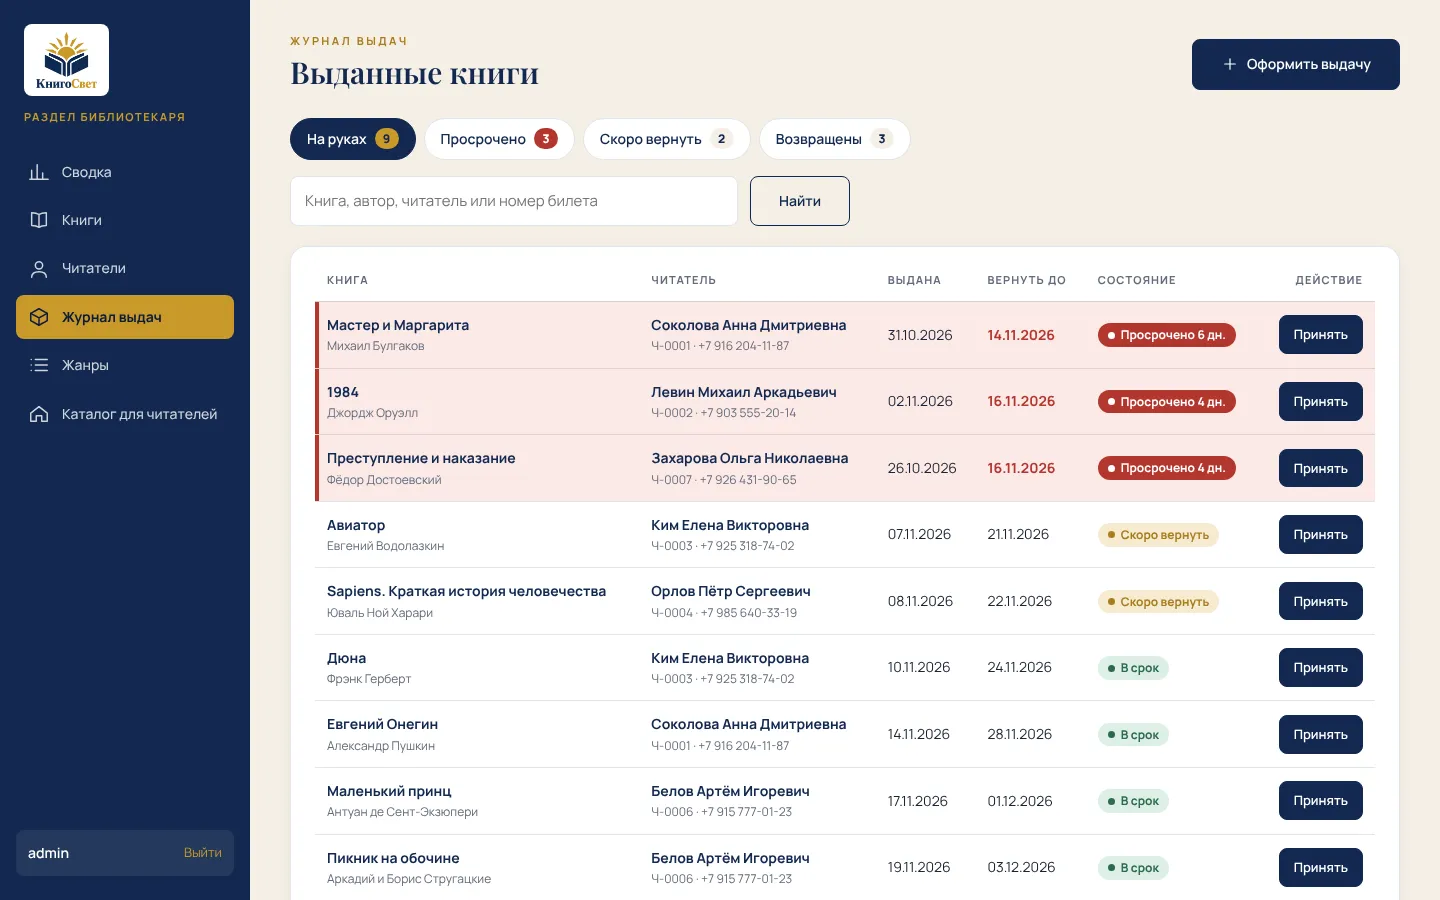 КнигоСвет
РАЗДЕЛ БИБЛИОТЕКАРЯ
Сводка
Книги
Читатели
Журнал выдач
Жанры
Каталог для читателей
admin Выйти
ЖУРНАЛ ВЫДАЧ
Выданные книги
+ Оформить выдачу
На руках 9 Просрочено 3 Скоро вернуть 2 Возвращены 3
Книга, автор, читатель или номер билета Найти
КНИГА ЧИТАТЕЛЬ ВЫДАНА ВЕРНУТЬ ДО СОСТОЯНИЕ ДЕЙСТВИЕ
Мастер и Маргарита Соколова Анна Дмитриевна 31.10.2026 14.11.2026 Просрочено 6 дн. Принять
Михаил Булгаков Ч-0001 · +7 916 204-11-87
1984 Левин Михаил Аркадьевич 02.11.2026 16.11.2026 Просрочено 4 дн. Принять
Джордж Оруэлл Ч-0002 · +7 903 555-20-14
Преступление и наказание Захарова Ольга Николаевна 26.10.2026 16.11.2026 Просрочено 4 дн. Принять
Фёдор Достоевский Ч-0007 · +7 926 431-90-65
Авиатор Ким Елена Викторовна 07.11.2026 21.11.2026 Скоро вернуть Принять
Евгений Водолазкин Ч-0003 · +7 925 318-74-02
Sapiens. Краткая история человечества Орлов Пётр Сергеевич 08.11.2026 22.11.2026 Скоро вернуть Принять
Юваль Ной Харари Ч-0004 · +7 985 640-33-19
Дюна Ким Елена Викторовна 10.11.2026 24.11.2026 В срок Принять
Фрэнк Герберт Ч-0003 · +7 925 318-74-02
Евгений Онегин Соколова Анна Дмитриевна 14.11.2026 28.11.2026 В срок Принять
Александр Пушкин Ч-0001 · +7 916 204-11-87
Маленький принц Белов Артём Игоревич 17.11.2026 01.12.2026 В срок Принять
Антуан де Сент-Экзюпери Ч-0006 · +7 915 777-01-23
Пикник на обочине Белов Артём Игоревич 19.11.2026 03.12.2026 В срок Принять
Аркадий и Борис Стругацкие Ч-0006 · +7 915 777-01-23